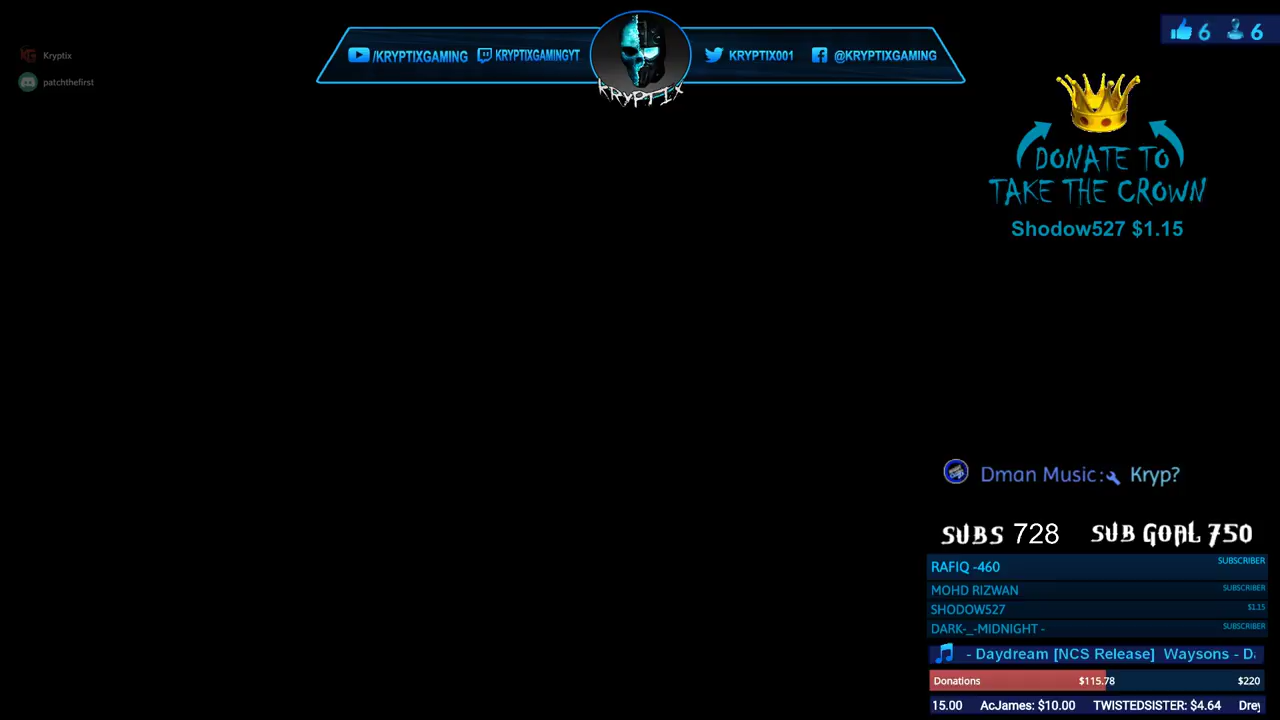 Kryptix
patchthefirst
/KRYPTIXGAMING
KRYPTIXGAMINGYT
KRYPTIX
KRYPTIX001
@KRYPTIXGAMING
6 6
DONATE TO
TAKE THE CROWN
Shodow527 $1.15
Dman Music: Kryp?
SUBS 728 SUB GOAL 750
RAFIQ -460 SUBSCRIBER
MOHD RIZWAN SUBSCRIBER
SHODOW527 $1.15
DARK-_-MIDNIGHT - SUBSCRIBER
- Daydream [NCS Release] Waysons - Da
Donations $115.78 $220
15.00 AcJames: $10.00 TWISTEDSISTER: $4.64 Drey